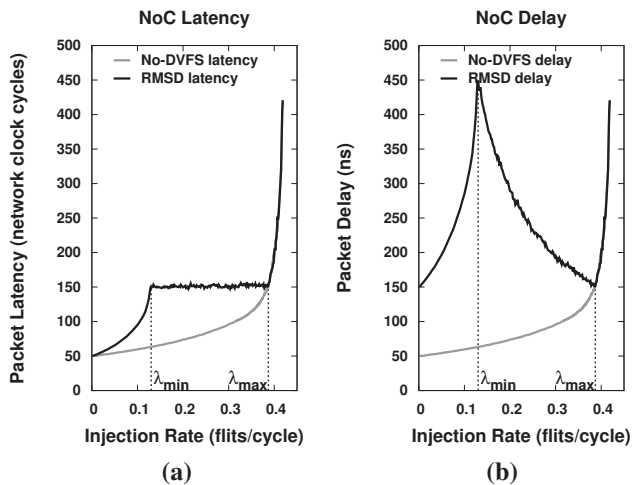 NoC Latency
Packet Latency (network clock cycles)
500
450
400
350
300
250
200
150
100
50
0
No-DVFS latency
RMSD latency
λmin
λmax
0 0.1 0.2 0.3 0.4
Injection Rate (flits/cycle)
(a)
NoC Delay
Packet Delay (ns)
500
450
400
350
300
250
200
150
100
50
0
No-DVFS delay
RMSD delay
λmin
λmax
0 0.1 0.2 0.3 0.4
Injection Rate (flits/cycle)
(b)